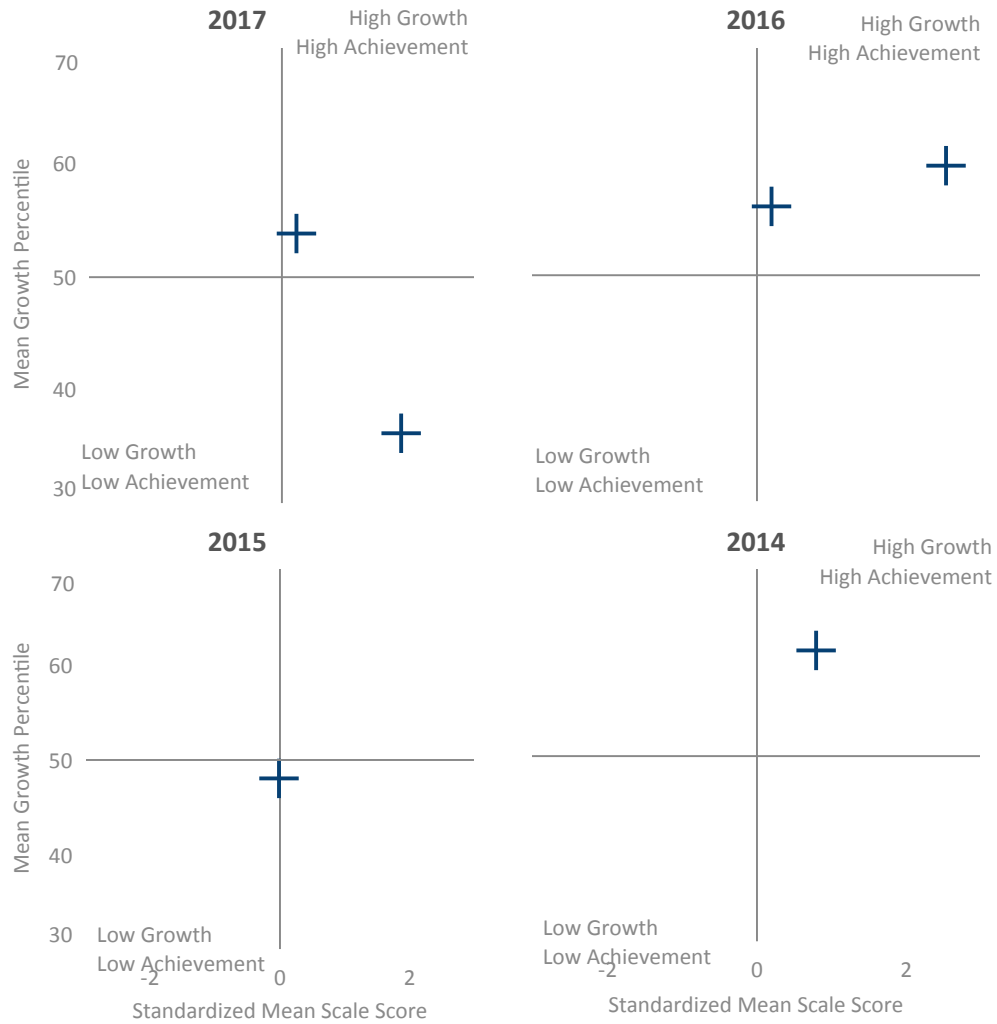 2017
High Growth
High Achievement
70
60
50
40
30
Mean Growth Percentile
Low Growth
Low Achievement
2016
High Growth
High Achievement
Low Growth
Low Achievement
2015
70
60
50
40
30
Mean Growth Percentile
Low Growth
Low Achievement
-2
0
2
Standardized Mean Scale Score
2014
High Growth
High Achievement
Low Growth
Low Achievement
-2
0
2
Standardized Mean Scale Score